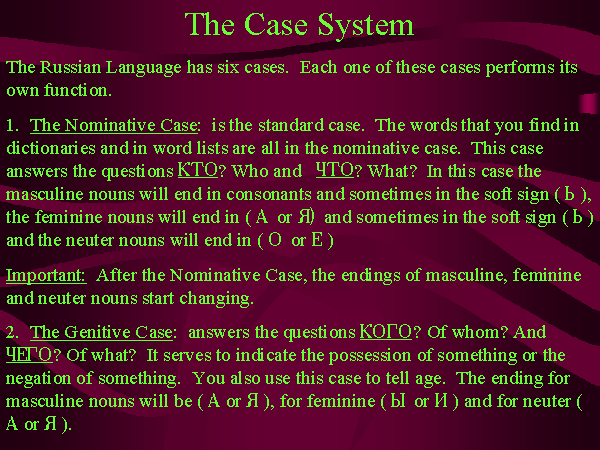 The Case System
The Russian Language has six cases.  Each one of these cases performs its
own function.
1.  The Nominative Case:  is the standard case.  The words that you find in
dictionaries and in word lists are all in the nominative case.  This case
answers the questions КТО? Who and  ЧТО? What?  In this case the
masculine nouns will end in consonants and sometimes in the soft sign ( Ь ),
the feminine nouns will end in ( А  or Я)  and sometimes in the soft sign ( Ь )
and the neuter nouns will end in ( О  or Е )
Important:  After the Nominative Case, the endings of masculine, feminine
and neuter nouns start changing.
2.  The Genitive Case:  answers the questions КОГО? Of whom? And
ЧЕГО? Of what?  It serves to indicate the possession of something or the
negation of something.  You also use this case to tell age.  The ending for
masculine nouns will be ( А or Я ), for feminine ( Ы  or И ) and for neuter (
А or Я ).